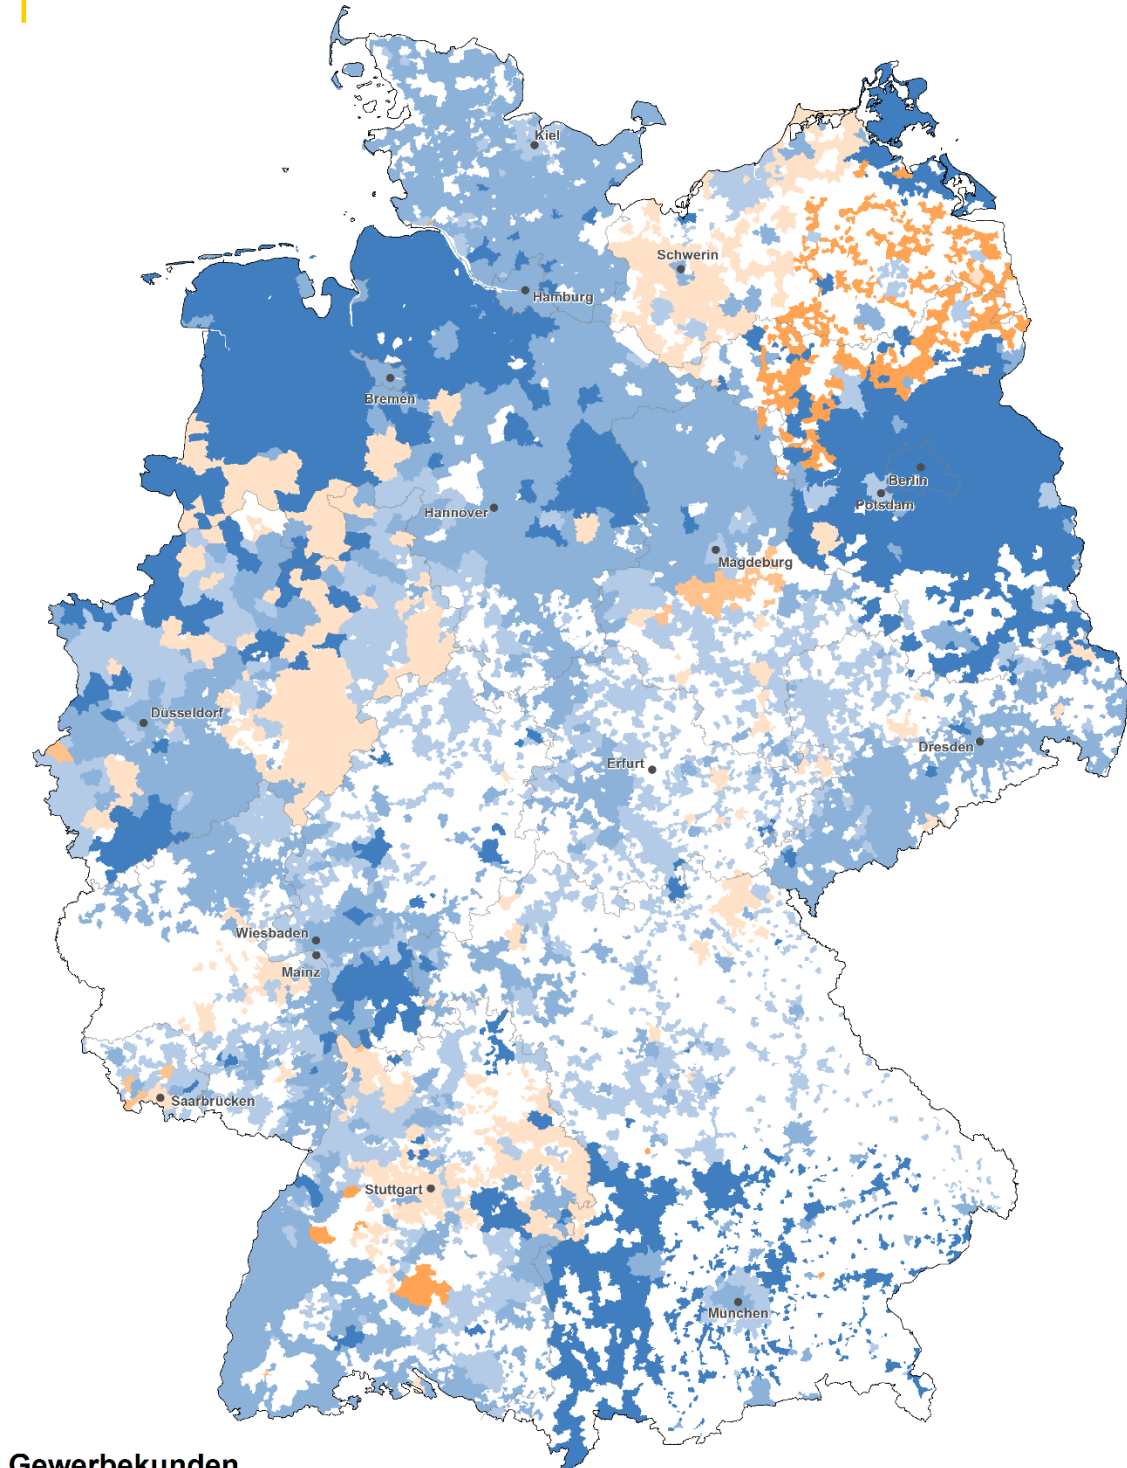 Kiel
Schwerin
Hamburg
Bremen
Berlin
Potsdam
Hannover
Magdeburg
Düsseldorf
Dresden
Erfurt
Wiesbaden
Mainz
Saarbrücken
Stuttgart
München
Gewerbekunden